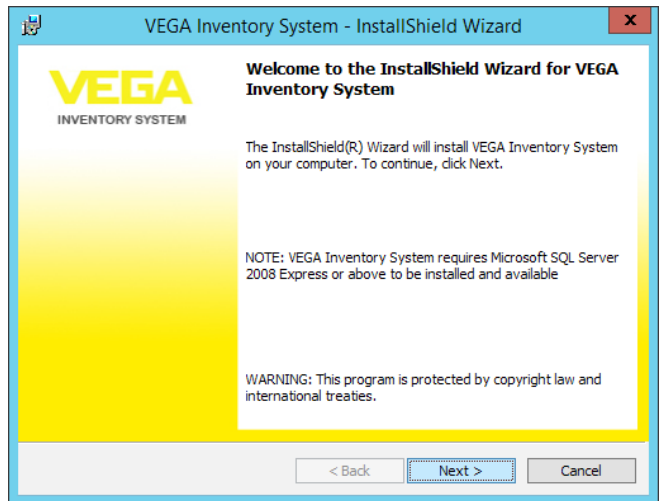 VEGA Inventory System - InstallShield Wizard
x
VEGA
INVENTORY SYSTEM
Welcome to the InstallShield Wizard for VEGA
Inventory System
The InstallShield(R) Wizard will install VEGA Inventory System
on your computer. To continue, click Next.
NOTE: VEGA Inventory System requires Microsoft SQL Server
2008 Express or above to be installed and available
WARNING: This program is protected by copyright law and
international treaties.
< Back
Next >
Cancel